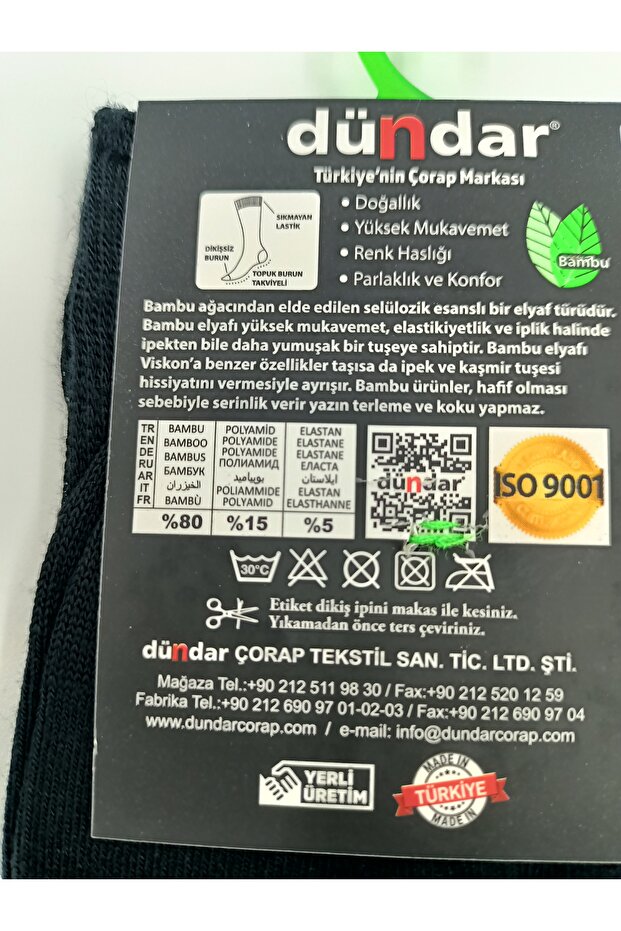 dündar®
Türkiye'nin Çorap Markası
SIKMAYAN
LASTİK
DİKİŞSİZ
BURUN
TOPUK BURUN
TAKVİYELİ
• Doğallık
• Yüksek Mukavemet
• Renk Haslığı
• Parlaklık ve Konfor
Bambu
Bambu ağacından elde edilen selülozik esanslı bir elyaf türüdür.
Bambu elyafı yüksek mukavemet, elastikiyetlik ve iplik halinde
ipekten bile daha yumuşak bir tuşeye sahiptir. Bambu elyafı
Viskon'a benzer özellikler taşısa da ipek ve kaşmir tuşesi
hissiyatını vermesiyle ayrışır. Bambu ürünler, hafif olması
sebebiyle serinlik verir yazın terleme ve koku yapmaz.
TR BAMBU POLYAMİD ELASTAN
EN BAMBOO POLYAMIDE ELASTANE
DE BAMBUS POLYAMIDE ELASTANE
RU БАМБУК ПОЛИАМИД ЕЛАСТА
AR الخيزران بوياميد ايلاستان
IT POLIAMMIDE ELASTAN
FR BAMBÙ POLYAMIDE ELASTHANNE
%80 %15 %5
dündar
ISO 9001
30°C
Etiket dikiş ipini makas ile kesiniz.
Yıkamadan önce ters çeviriniz.
dündar ÇORAP TEKSTİL SAN. TİC. LTD. ŞTİ.
Mağaza Tel.:+90 212 511 98 30 / Fax:+90 212 520 12 59
Fabrika Tel.:+90 212 690 97 01-02-03 / Fax:+90 212 690 97 04
www.dundarcorap.com / e-mail: info@dundarcorap.com
YERLİ
ÜRETİM
MADE IN
TÜRKİYE
MADE IN